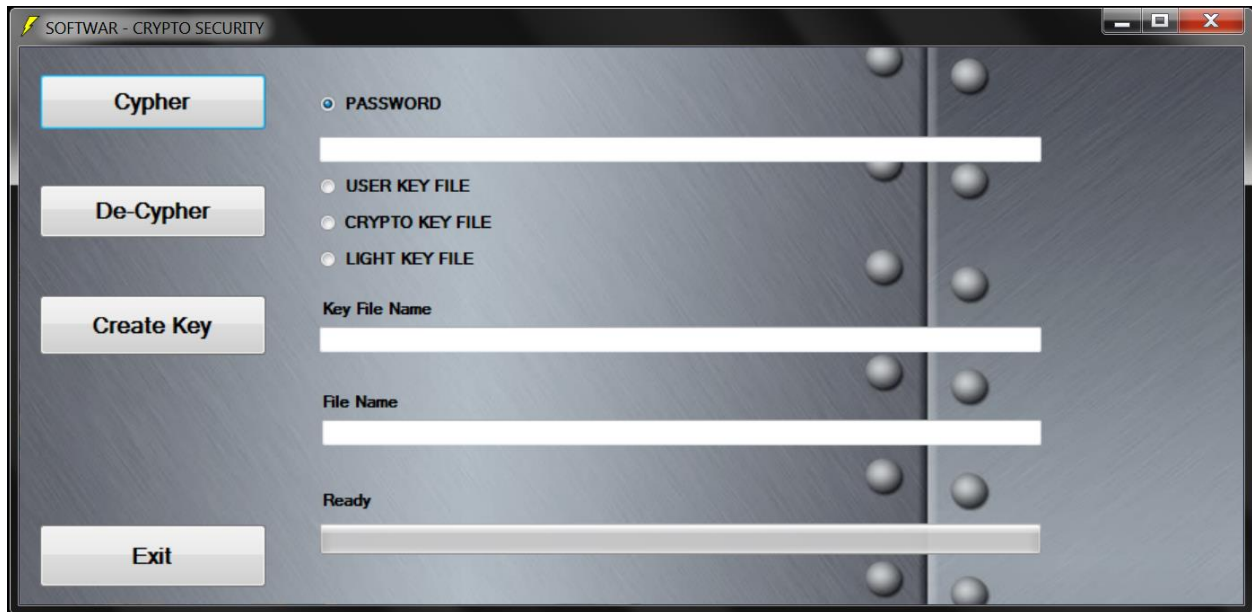 SOFTWAR - CRYPTO SECURITY
Cypher
PASSWORD
De-Cypher
USER KEY FILE
CRYPTO KEY FILE
LIGHT KEY FILE
Create Key
Key File Name
File Name
Ready
Exit